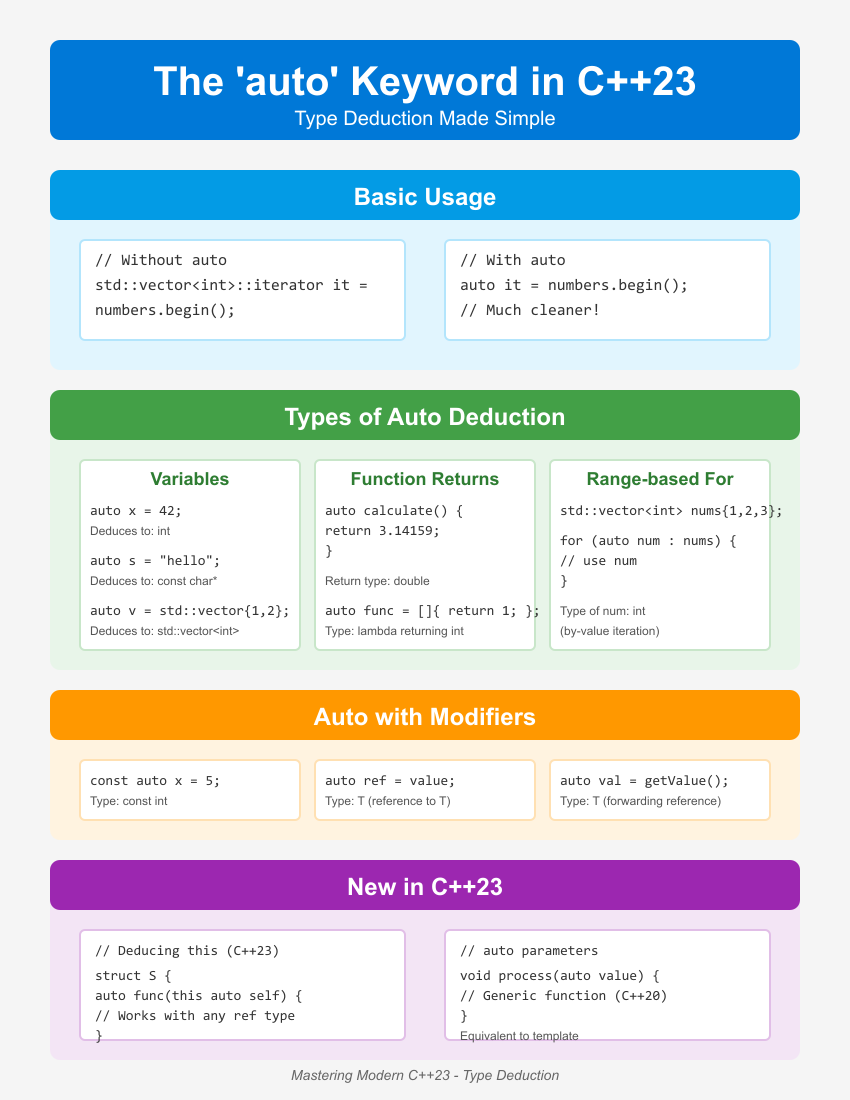 The 'auto' Keyword in C++23
Type Deduction Made Simple
Basic Usage
// Without auto
std::vector<int>::iterator it =
numbers.begin();
// With auto
auto it = numbers.begin();
// Much cleaner!
Types of Auto Deduction
Variables
auto x = 42;
Deduces to: int
auto s = "hello";
Deduces to: const char*
auto v = std::vector{1,2};
Deduces to: std::vector<int>
Function Returns
auto calculate() {
return 3.14159;
}
Return type: double
auto func = []{ return 1; };
Type: lambda returning int
Range-based For
std::vector<int> nums{1,2,3};
for (auto num : nums) {
// use num
}
Type of num: int
(by-value iteration)
Auto with Modifiers
const auto x = 5;
Type: const int
auto ref = value;
Type: T (reference to T)
auto val = getValue();
Type: T (forwarding reference)
New in C++23
// Deducing this (C++23)
struct S {
auto func(this auto self) {
// Works with any ref type
}
// auto parameters
void process(auto value) {
// Generic function (C++20)
}
Equivalent to template
Mastering Modern C++23 - Type Deduction